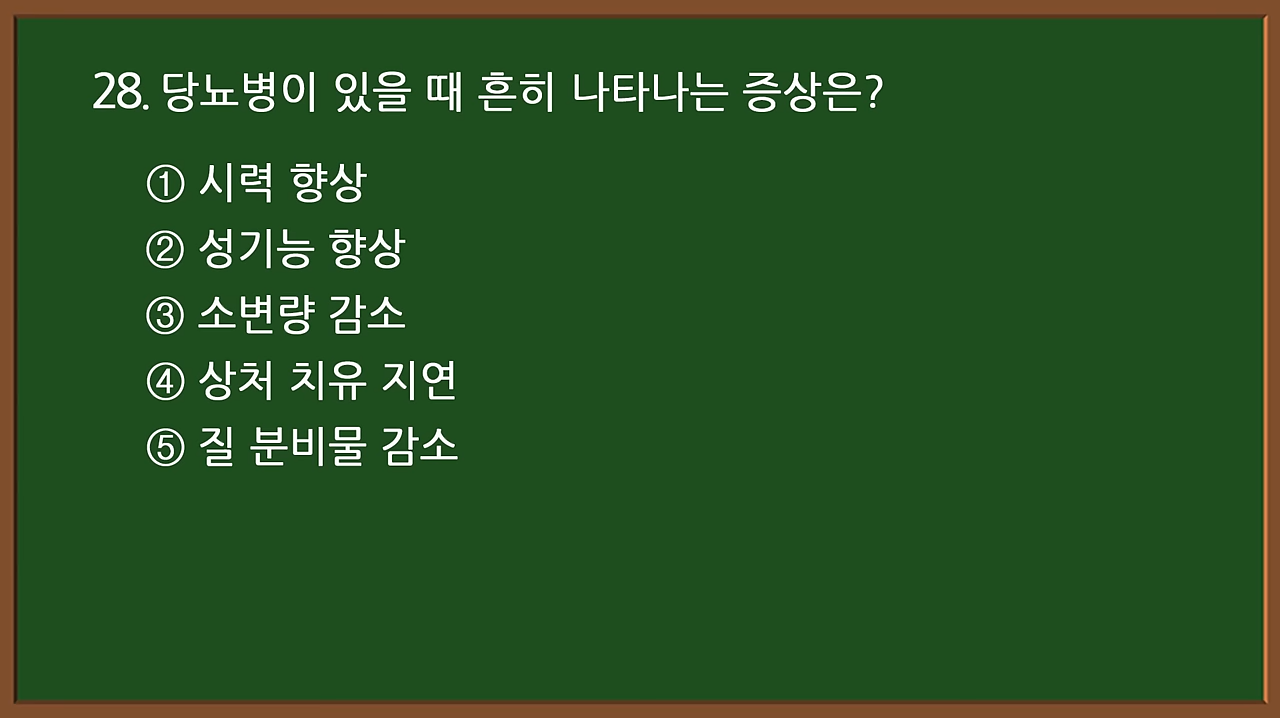 28. 당뇨병이 있을 때 흔히 나타나는 증상은?
① 시력 향상
② 성기능 향상
③ 소변량 감소
④ 상처 치유 지연
⑤ 질 분비물 감소